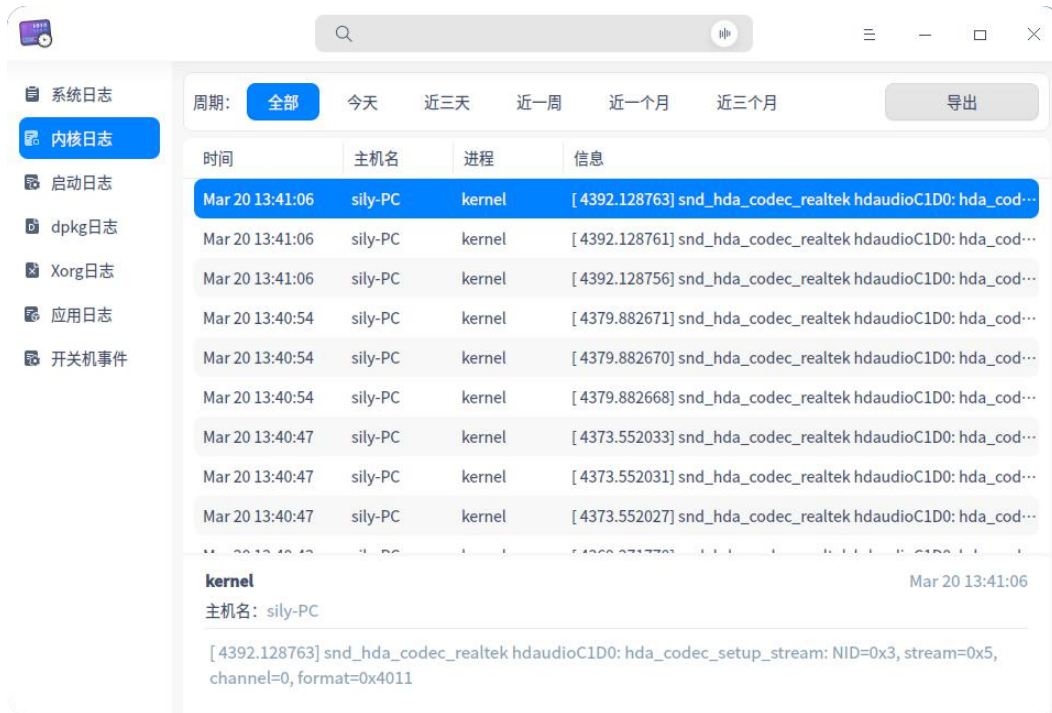 系统日志
内核日志
启动日志
dpkg日志
Xorg日志
应用日志
开关机事件
周期： 全部 今天 近三天 近一周 近一个月 近三个月 导出
时间 主机名 进程 信息
Mar 20 13:41:06 sily-PC kernel [ 4392.128763] snd_hda_codec_realtek hdaudioC1D0: hda_cod···
Mar 20 13:41:06 sily-PC kernel [ 4392.128761] snd_hda_codec_realtek hdaudioC1D0: hda_cod···
Mar 20 13:41:06 sily-PC kernel [ 4392.128756] snd_hda_codec_realtek hdaudioC1D0: hda_cod···
Mar 20 13:40:54 sily-PC kernel [ 4379.882671] snd_hda_codec_realtek hdaudioC1D0: hda_cod···
Mar 20 13:40:54 sily-PC kernel [ 4379.882670] snd_hda_codec_realtek hdaudioC1D0: hda_cod···
Mar 20 13:40:54 sily-PC kernel [ 4379.882668] snd_hda_codec_realtek hdaudioC1D0: hda_cod···
Mar 20 13:40:47 sily-PC kernel [ 4373.552033] snd_hda_codec_realtek hdaudioC1D0: hda_cod···
Mar 20 13:40:47 sily-PC kernel [ 4373.552031] snd_hda_codec_realtek hdaudioC1D0: hda_cod···
Mar 20 13:40:47 sily-PC kernel [ 4373.552027] snd_hda_codec_realtek hdaudioC1D0: hda_cod···
kernel Mar 20 13:41:06
主机名： sily-PC
[ 4392.128763] snd_hda_codec_realtek hdaudioC1D0: hda_codec_setup_stream: NID=0x3, stream=0x5,
channel=0, format=0x4011